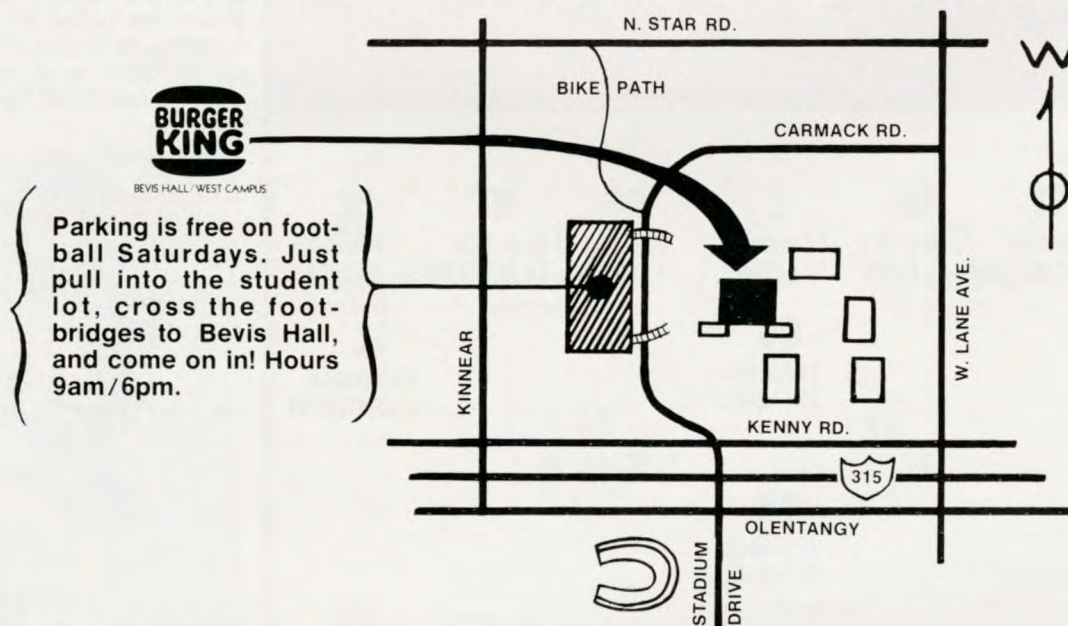 N. STAR RD.
W
BIKE PATH
BURGER
KING
CARMACK RD.
BEVIS HALL/WEST CAMPUS
Parking is free on foot-
ball Saturdays. Just
pull into the student
lot, cross the foot-
bridges to Bevis Hall,
and come on in! Hours
9am/6pm.
KINNEAR
W. LANE AVE.
KENNY RD.
315
OLENTANGY
STADIUM
DRIVE